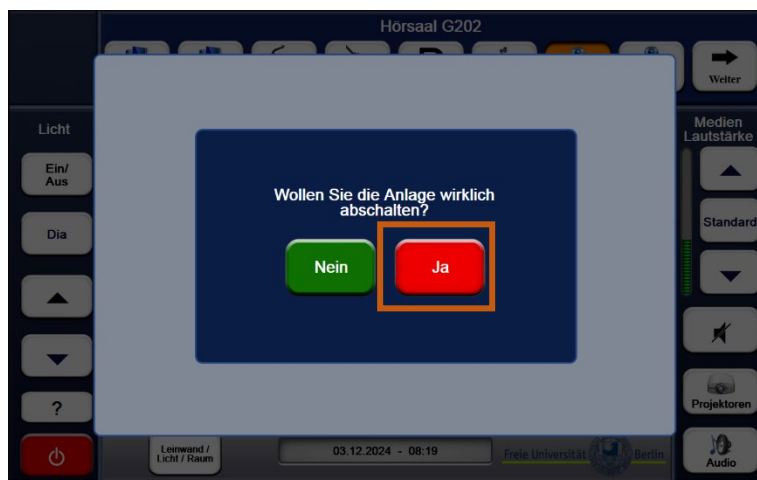 Hörsaal G202
Weiter
Licht
Medien
Lautstärke
Ein/
Aus
Wollen Sie die Anlage wirklich
abschalten?
Dia
Standard
Nein
Ja
?
Projektoren
Leinwand /
Licht / Raum
03.12.2024 - 08:19
Freie Universität Berlin
Audio